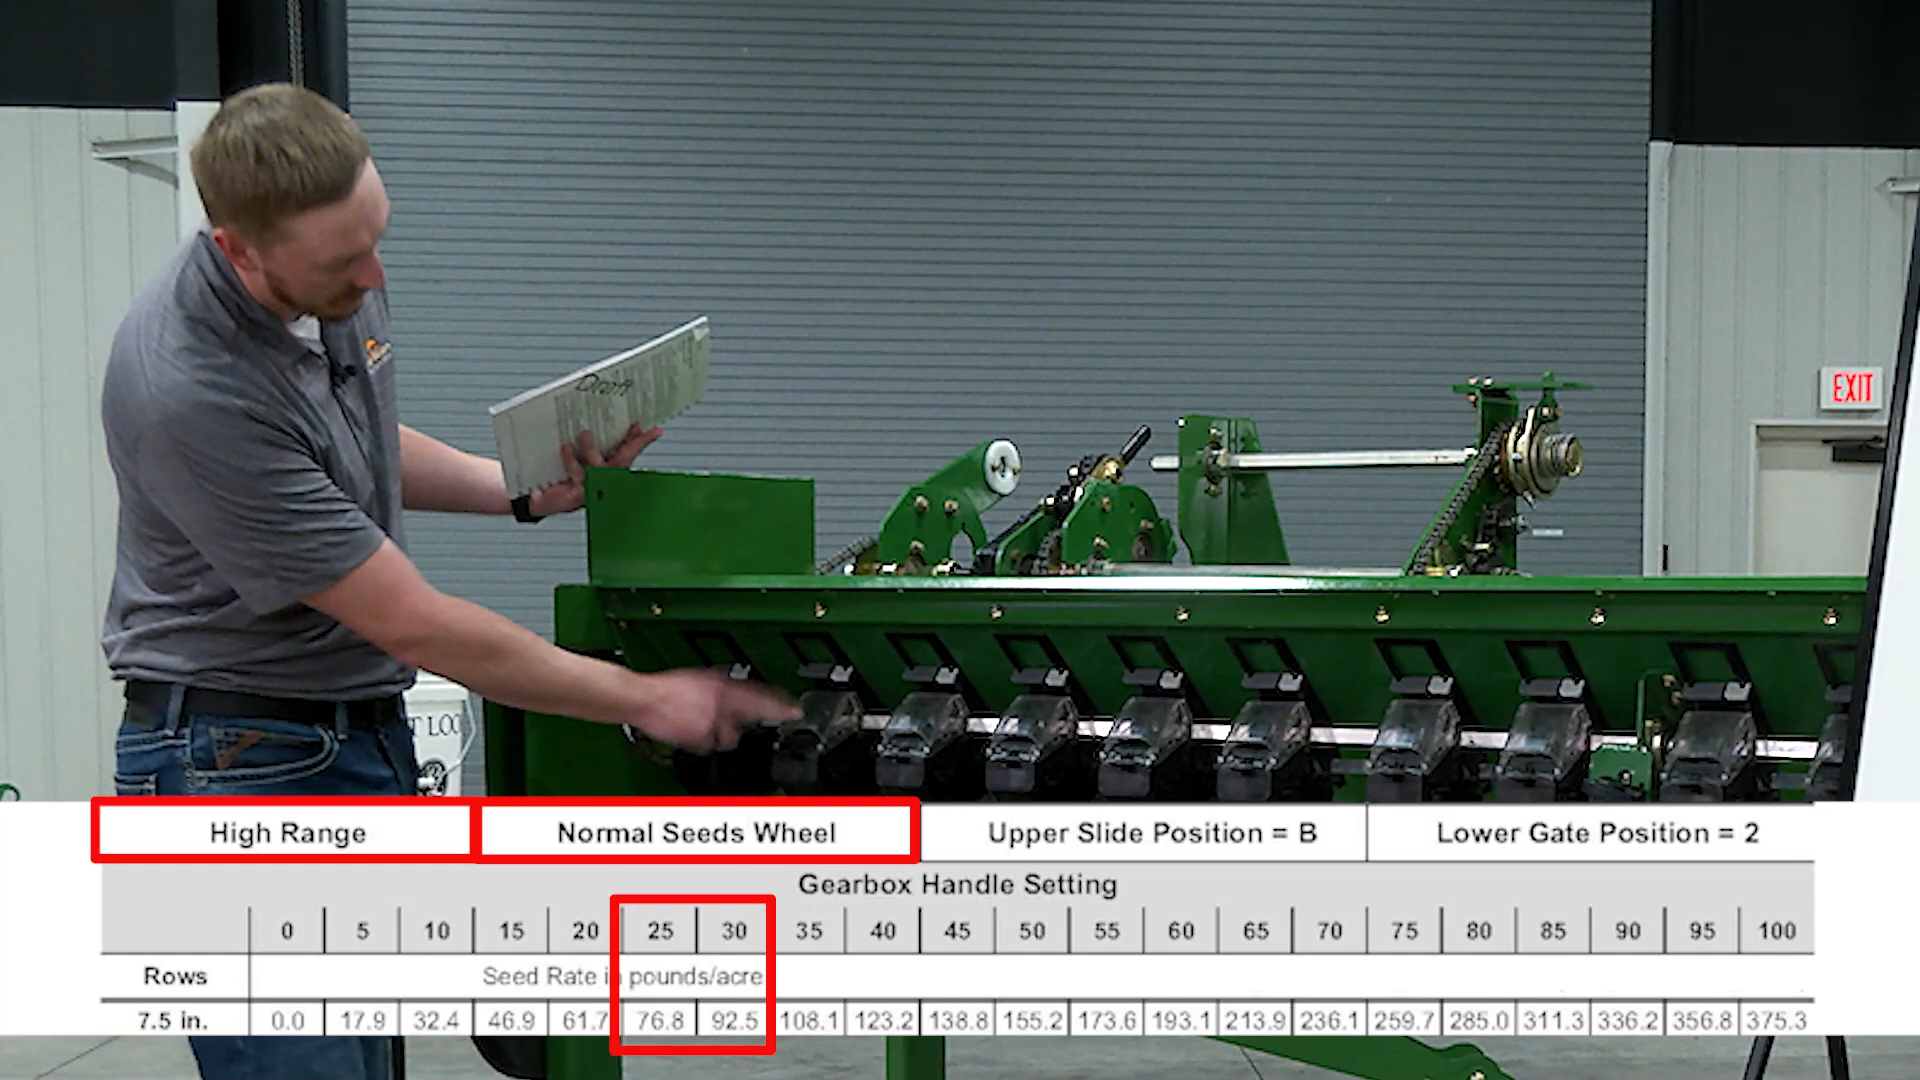 Draft
EXIT
T LO
High Range Normal Seeds Wheel Upper Slide Position = B Lower Gate Position = 2
Gearbox Handle Setting
0 5 10 15 20 25 30 35 40 45 50 55 60 65 70 75 80 85 90 95 100
Rows Seed Rate in pounds/acre
7.5 in. 0.0 17.9 32.4 46.9 61.7 76.8 92.5 108.1 123.2 138.8 155.2 173.6 193.1 213.9 236.1 259.7 285.0 311.3 336.2 356.8 375.3